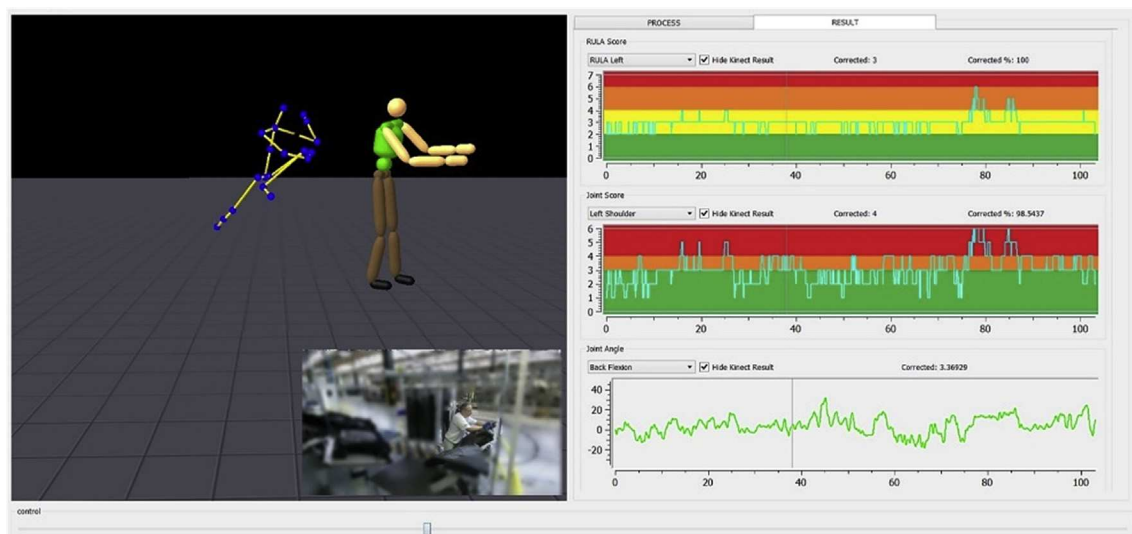 PROCESS RESULT
RULA Score
RULA Left Hide Kinect Result Corrected: 3 Corrected %: 100
7
6
5
4
3
2
1
0
0 20 40 60 80 100
Joint Score
Left Shoulder Hide Kinect Result Corrected: 4 Corrected %: 98.5437
6
5
4
3
2
1
0
0 20 40 60 80 100
Joint Angle
Back Flexion Hide Kinect Result Corrected: 3.36929
40
20
0
-20
0 20 40 60 80 100
control